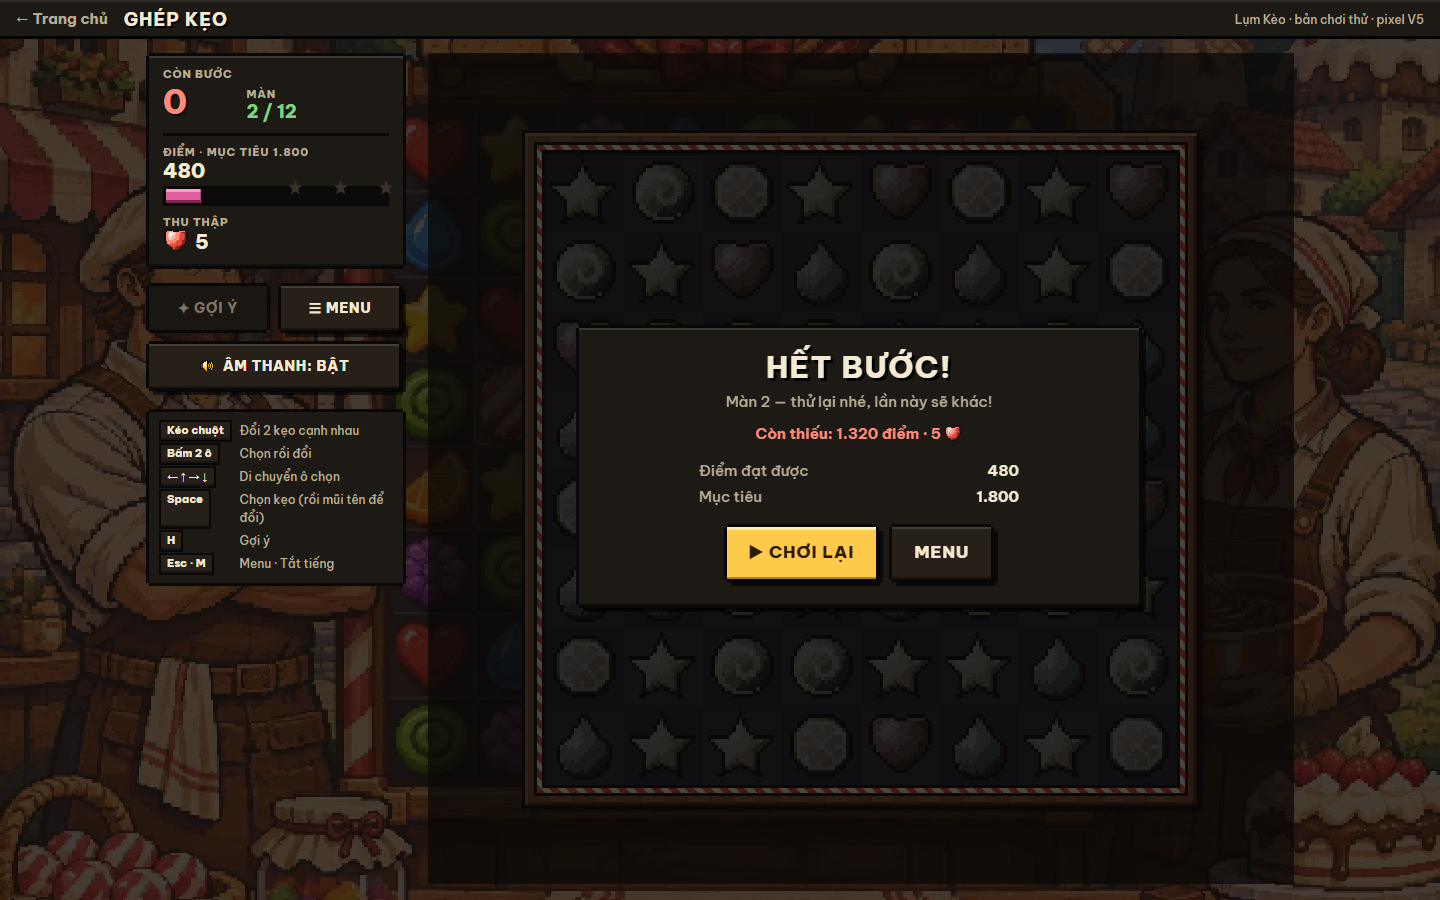 ← Trang chủ GHÉP KẸO
Lụm Kèo · bản chơi thử · pixel V5
CÒN BƯỚC
0
MÀN
2 / 12
ĐIỂM · MỤC TIÊU 1.800
480
THU THẬP
5
✦ GỢI Ý
☰ MENU
ÂM THANH: BẬT
Kéo chuột Đổi 2 kẹo cạnh nhau
Bấm 2 ô Chọn rồi đổi
←↑→↓ Di chuyển ô chọn
Space Chọn kẹo (rồi mũi tên để
đổi)
H Gợi ý
Esc · M Menu · Tắt tiếng
HẾT BƯỚC!
Màn 2 — thử lại nhé, lần này sẽ khác!
Còn thiếu: 1.320 điểm · 5
Điểm đạt được 480
Mục tiêu 1.800
▶ CHƠI LẠI
MENU